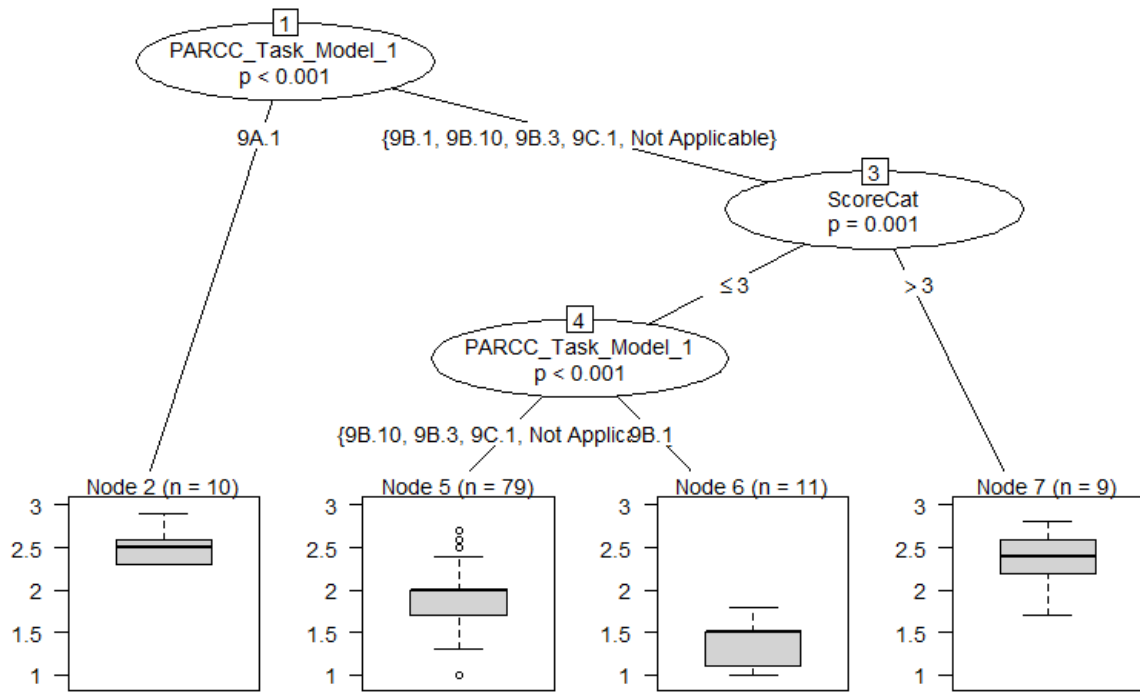 1
PARCC_Task_Model_1
p < 0.001
9A.1
{9B.1, 9B.10, 9B.3, 9C.1, Not Applicable}
3
ScoreCat
p = 0.001
≤ 3
> 3
4
PARCC_Task_Model_1
p < 0.001
{9B.10, 9B.3, 9C.1, Not Applica
9B.1
Node 2 (n = 10)
3
2.5
2
1.5
1
Node 5 (n = 79)
3
2.5
2
1.5
1
Node 6 (n = 11)
3
2.5
2
1.5
1
Node 7 (n = 9)
3
2.5
2
1.5
1